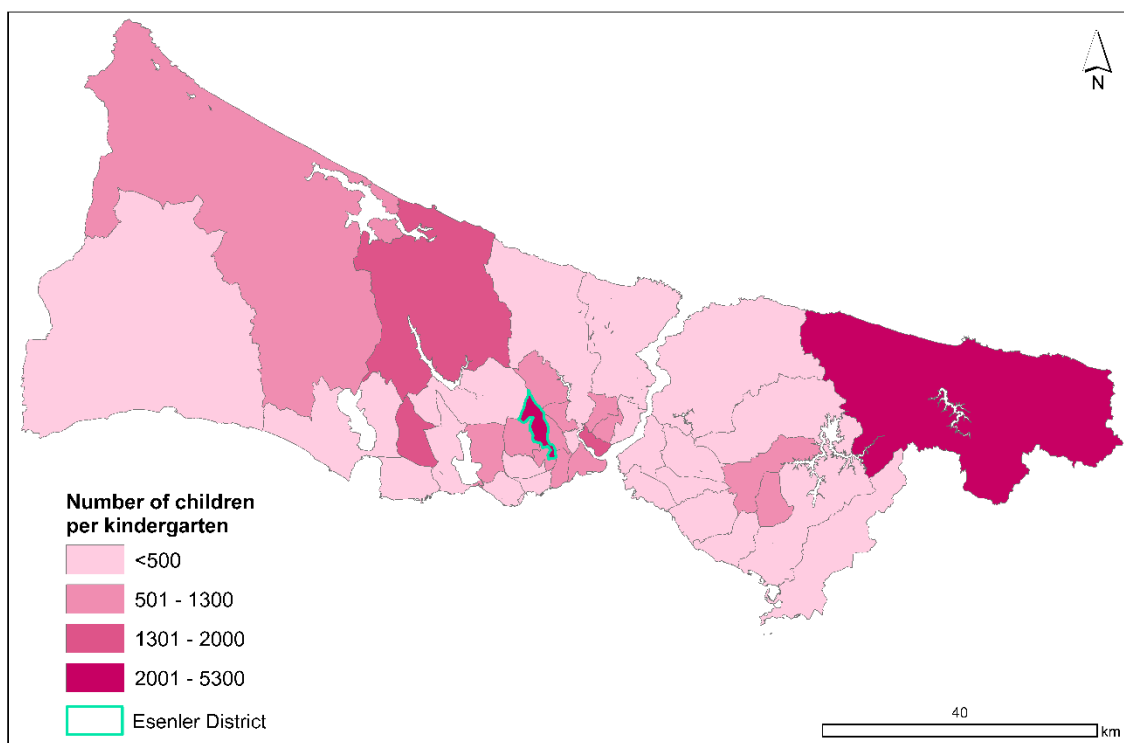 N
Number of children
per kindergarten
<500
501 - 1300
1301 - 2000
2001 - 5300
Esenler District
40
km